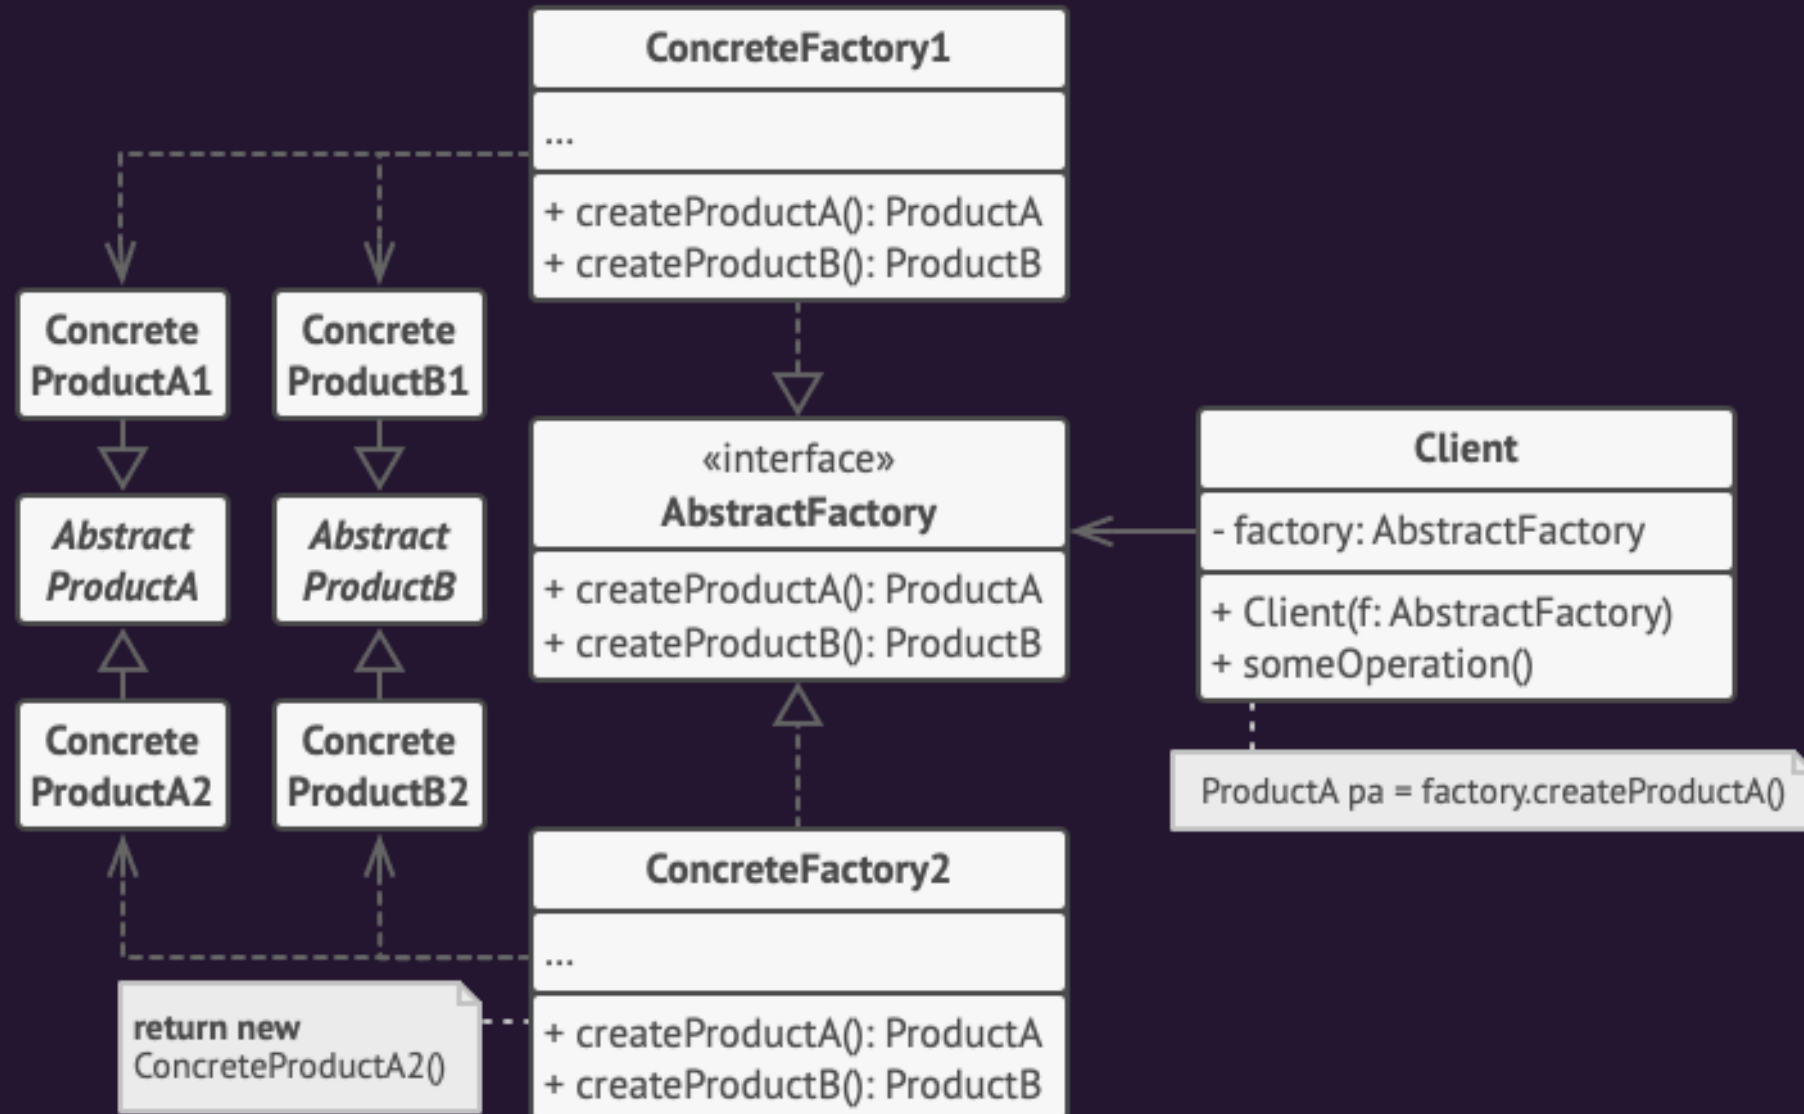 ConcreteFactory1
...
+ createProductA(): ProductA
+ createProductB(): ProductB
Concrete
ProductA1
Concrete
ProductB1
«interface»
AbstractFactory
+ createProductA(): ProductA
+ createProductB(): ProductB
Client
- factory: AbstractFactory
+ Client(f: AbstractFactory)
+ someOperation()
Abstract
ProductA
Abstract
ProductB
Concrete
ProductA2
Concrete
ProductB2
ProductA pa = factory.createProductA()
ConcreteFactory2
...
+ createProductA(): ProductA
+ createProductB(): ProductB
return new
ConcreteProductA2()